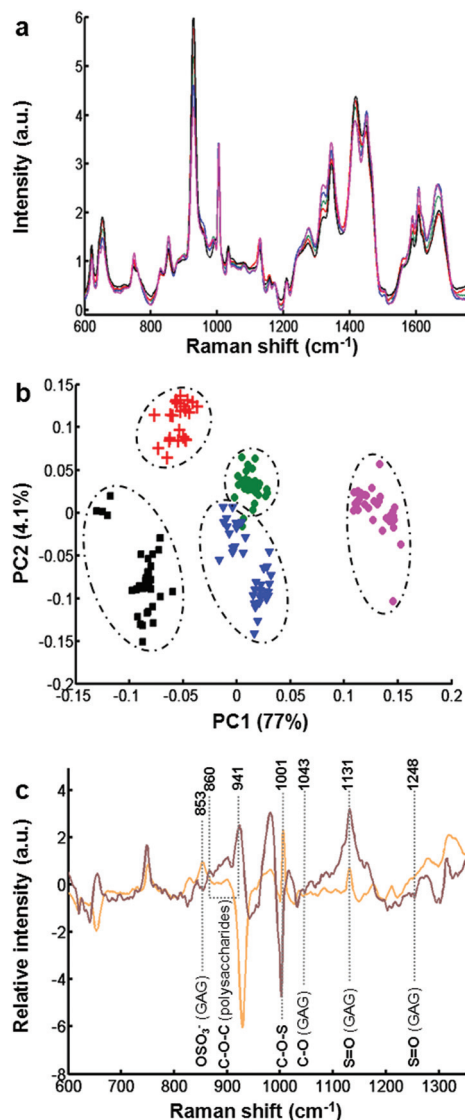 a
6
5
4
3
2
1
0
Intensity (a.u.)
600 800 1000 1200 1400 1600
Raman shift (cm-1)
b
0.15
0.1
0.05
0
-0.05
-0.1
-0.15
-0.2
PC2 (4.1%)
-0.15 -0.1 -0.05 0 0.05 0.1 0.15 0.2
PC1 (77%)
c
853
860
941
1001
1043
1131
1248
4
2
0
-2
-4
-6
-8
Relative intensity (a.u.)
OSO3- (GAG)
C-O-C (polysaccharides)
C-O-S
C-O (GAG)
S=O (GAG)
S=O (GAG)
600 700 800 900 1000 1100 1200 1300
Raman shift (cm-1)